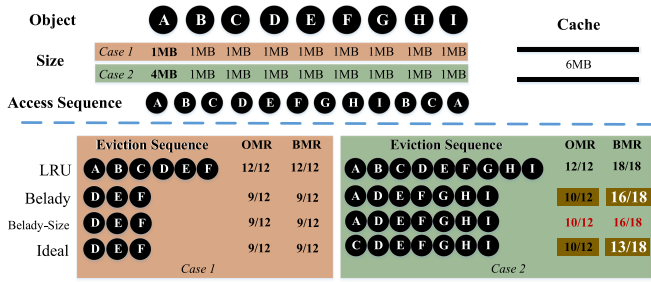 Object A B C D E F G H I Cache
Size Case 1 1MB 1MB 1MB 1MB 1MB 1MB 1MB 1MB 1MB
Case 2 4MB 1MB 1MB 1MB 1MB 1MB 1MB 1MB 1MB
6MB
Access Sequence A B C D E F G H I B C A
Eviction Sequence OMR BMR Eviction Sequence OMR BMR
LRU A B C D E F 12/12 12/12 A B C D E F G H I 12/12 18/18
Belady D E F 9/12 9/12 A D E F G H I 10/12 16/18
Belady-Size D E F 9/12 9/12 A D E F G H I 10/12 16/18
Ideal D E F 9/12 9/12 C D E F G H I 10/12 13/18
Case 1 Case 2